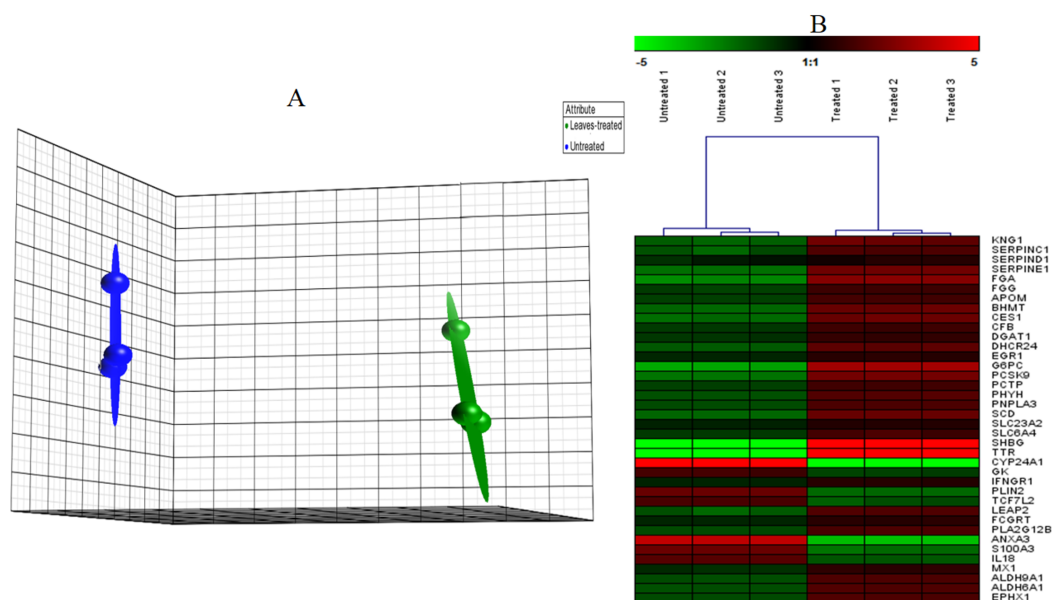 A
B
-5 1:1 5
Untreated 1
Untreated 2
Untreated 3
Treated 1
Treated 2
Treated 3
Attribute
Leaves-treated
Untreated
KNG1
SERPINC1
SERPIND1
SERPINE1
FGA
FGG
APOM
BHMT
CES1
CFB
DGAT1
DHCR24
EGR1
G6PC
PCSK9
PCTP
PHYH
PNPLA3
SCD
SLC23A2
SLC6A4
SHBG
TTR
CYP24A1
GK
IFNGR1
PLIN2
TCF7L2
LEAP2
FCGRT
PLA2G12B
ANXA3
S100A3
IL18
MX1
ALDH9A1
ALDH6A1
EPHX1